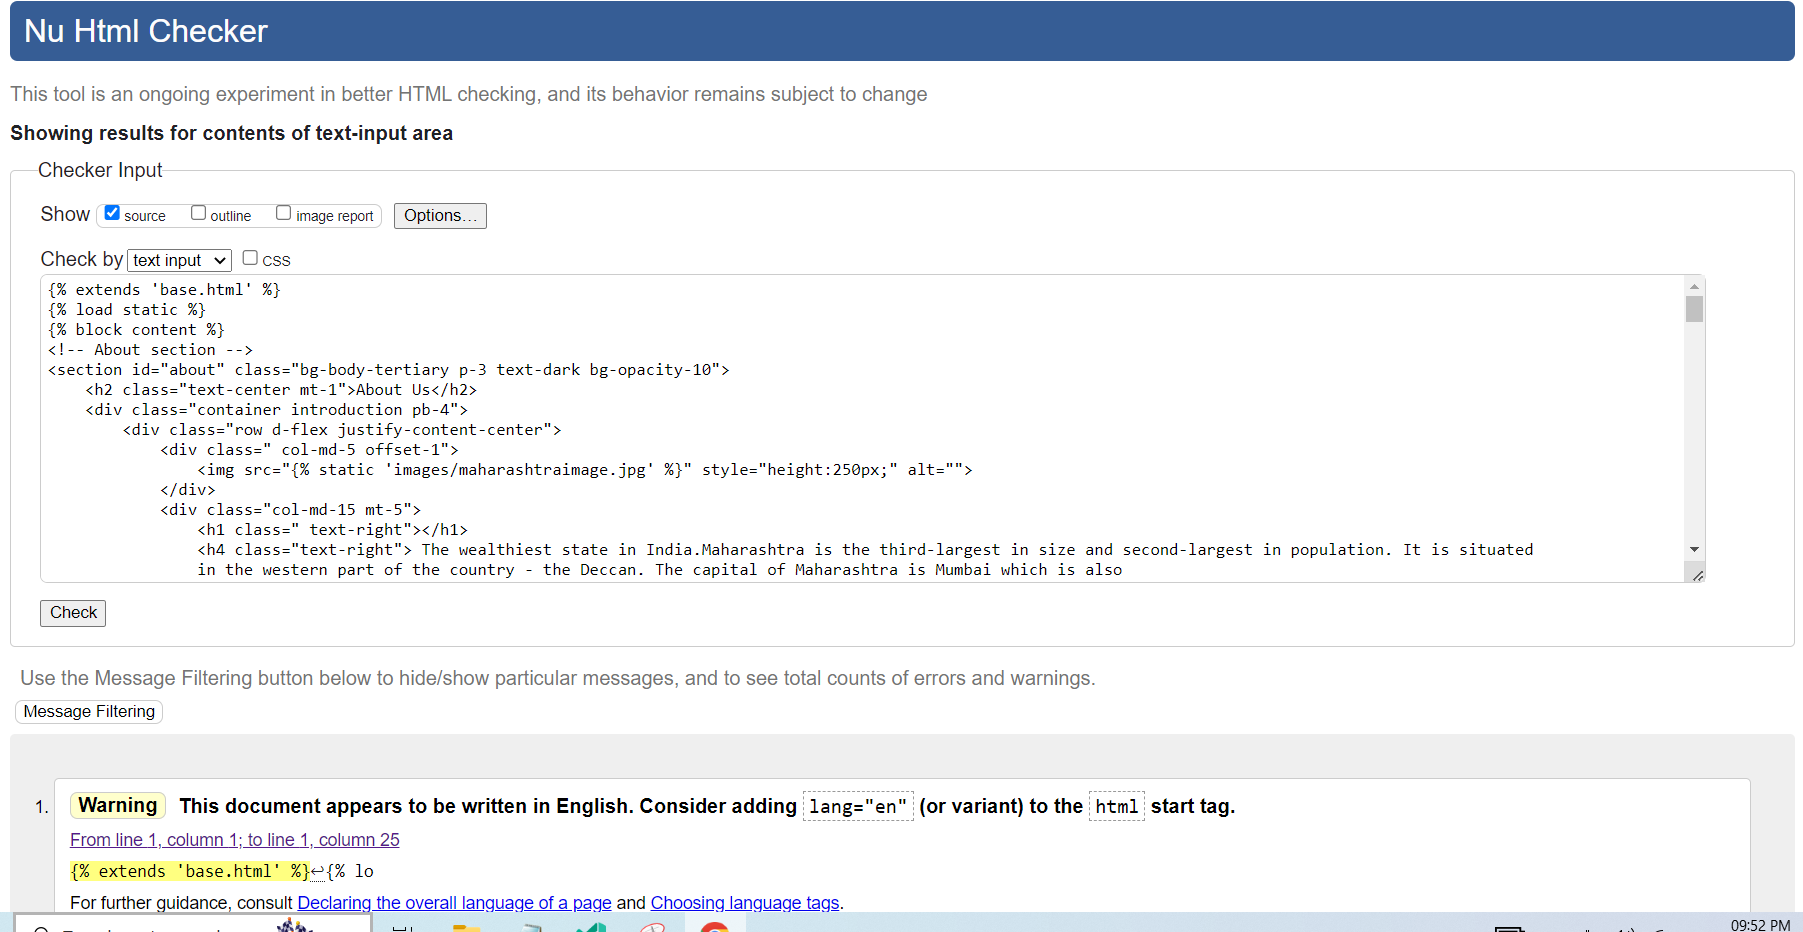 Nu Html Checker
This tool is an ongoing experiment in better HTML checking, and its behavior remains subject to change
Showing results for contents of text-input area
Checker Input
Show source outline image report Options...
Check by text input CSS
{% extends 'base.html' %}
{% load static %}
{% block content %}
<!-- About section -->
<section id="about" class="bg-body-tertiary p-3 text-dark bg-opacity-10">
    <h2 class="text-center mt-1">About Us</h2>
    <div class="container introduction pb-4">
        <div class="row d-flex justify-content-center">
            <div class=" col-md-5 offset-1">
                <img src="{% static 'images/maharashtraimage.jpg' %}" style="height:250px;" alt="">
            </div>
            <div class="col-md-15 mt-5">
                <h1 class=" text-right"></h1>
                <h4 class="text-right"> The wealthiest state in India.Maharashtra is the third-largest in size and second-largest in population. It is situated
                in the western part of the country - the Deccan. The capital of Maharashtra is Mumbai which is also
Check
Use the Message Filtering button below to hide/show particular messages, and to see total counts of errors and warnings.
Message Filtering
1. Warning This document appears to be written in English. Consider adding lang="en" (or variant) to the html start tag.
From line 1, column 1; to line 1, column 25
{% extends 'base.html' %}↩{% lo
For further guidance, consult Declaring the overall language of a page and Choosing language tags.
09:52 PM